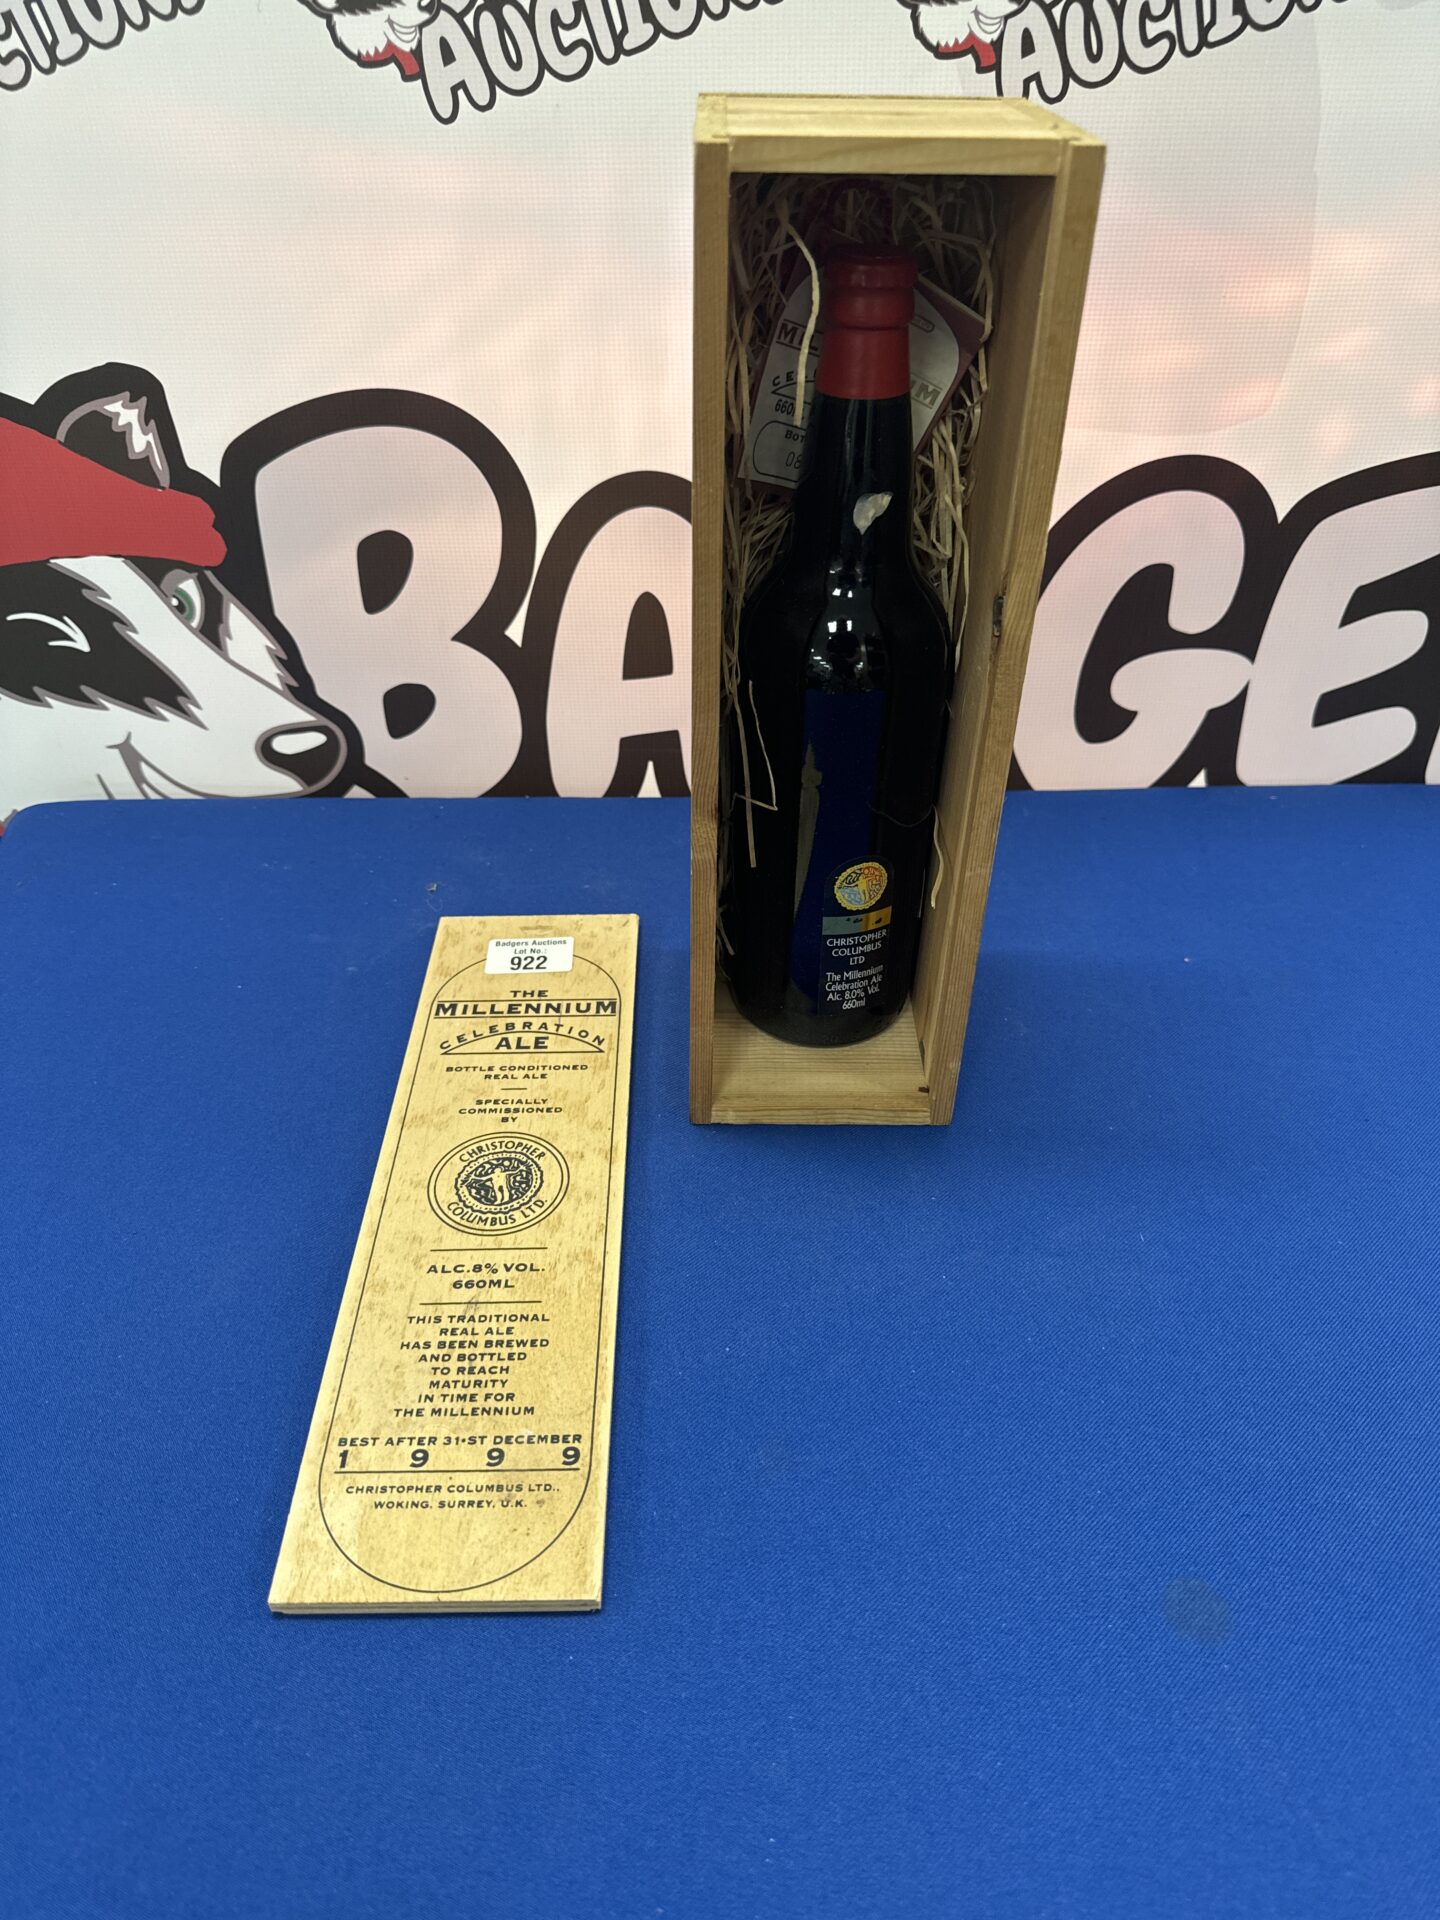 AUCTION
AUCTION
BA
GE
Badgers Auctions
Lot No.:
922
THE
MILLENNIUM
CELEBRATION
ALE
BOTTLE CONDITIONED
REAL ALE
SPECIALLY
COMMISSIONED
BY
CHRISTOPHER
COLUMBUS LTD.
ALC.8% VOL.
660ML
THIS TRADITIONAL
REAL ALE
HAS BEEN BREWED
AND BOTTLED
TO REACH
MATURITY
IN TIME FOR
THE MILLENNIUM
BEST AFTER 31•ST DECEMBER
1 9 9 9
CHRISTOPHER COLUMBUS LTD.,
WOKING, SURREY, U.K.
CHRISTOPHER
COLUMBUS
LTD
The Millennium
Celebration Ale
Alc. 8.0% Vol.
660ml